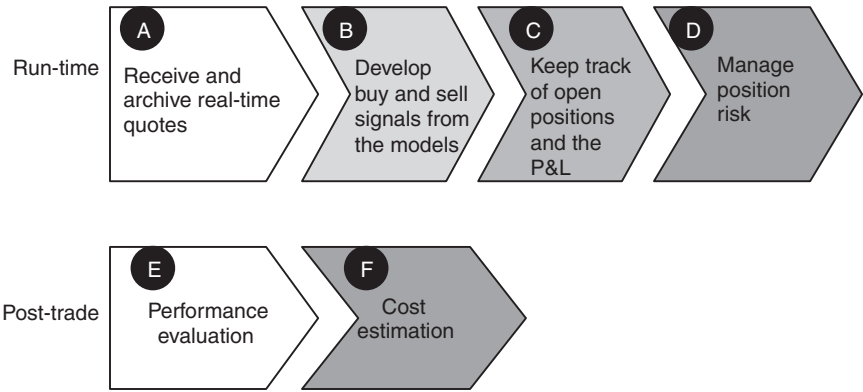 Run-time
A
Receive and
archive real-time
quotes
B
Develop
buy and sell
signals from
the models
C
Keep track
of open
positions
and the
P&L
D
Manage
position
risk
Post-trade
E
Performance
evaluation
F
Cost
estimation